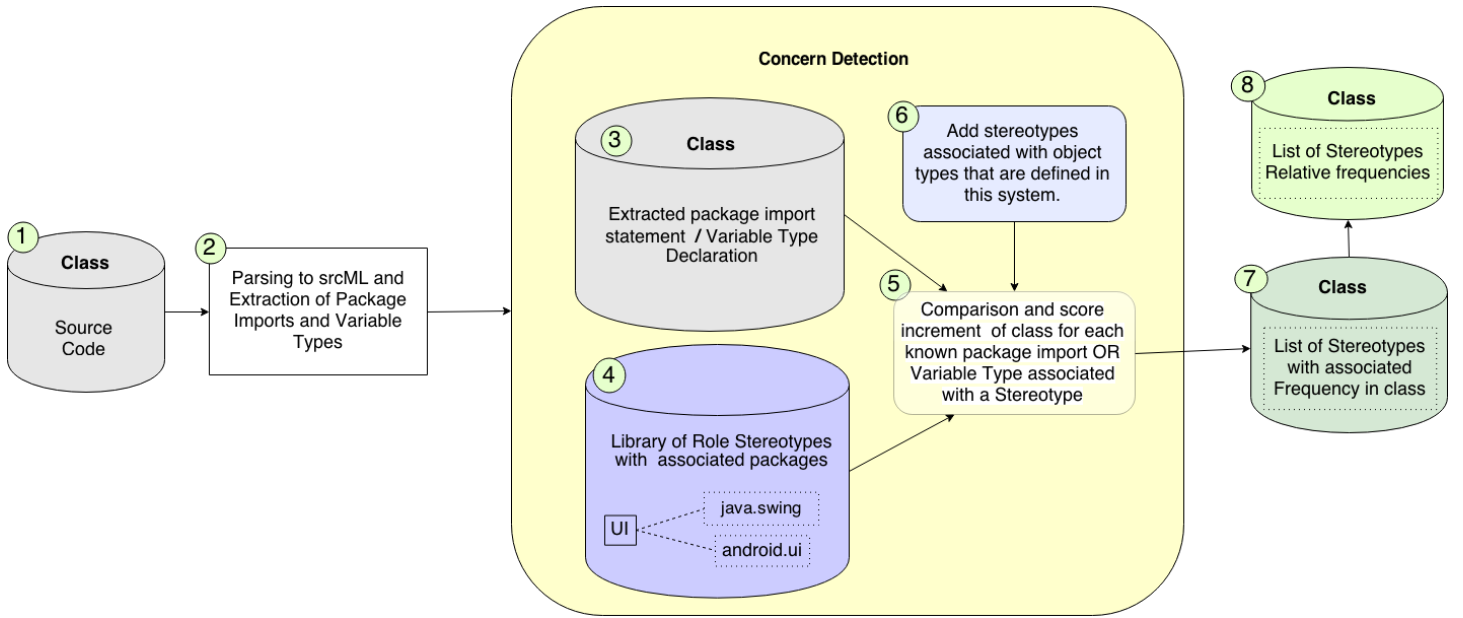 1
Class
Source
Code
2
Parsing to srcML and
Extraction of Package
Imports and Variable
Types
Concern Detection
3
Class
Extracted package import
statement / Variable Type
Declaration
4
Library of Role Stereotypes
with associated packages
UI
java.swing
android.ui
5
Comparison and score
increment of class for each
known package import OR
Variable Type associated
with a Stereotype
6
Add stereotypes
associated with object
types that are defined in
this system.
7
Class
List of Stereotypes
with associated
Frequency in class
8
Class
List of Stereotypes
Relative frequencies